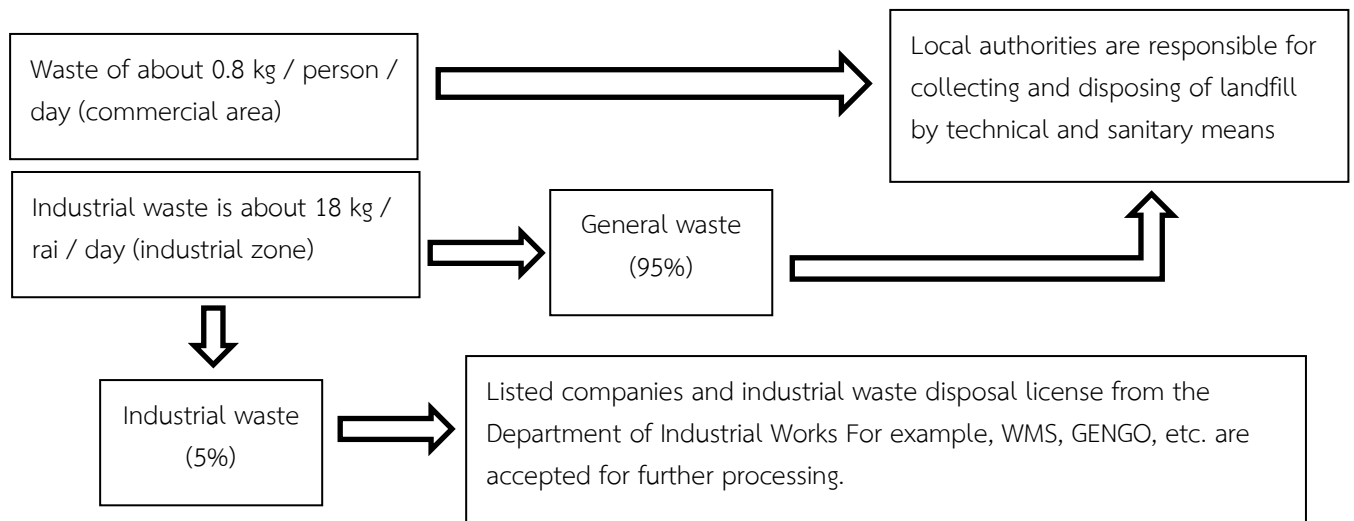 Waste of about 0.8 kg / person /
day (commercial area)
Local authorities are responsible for
collecting and disposing of landfill
by technical and sanitary means
Industrial waste is about 18 kg /
rai / day (industrial zone)
General waste
(95%)
Industrial waste
(5%)
Listed companies and industrial waste disposal license from the
Department of Industrial Works For example, WMS, GENGO, etc. are
accepted for further processing.